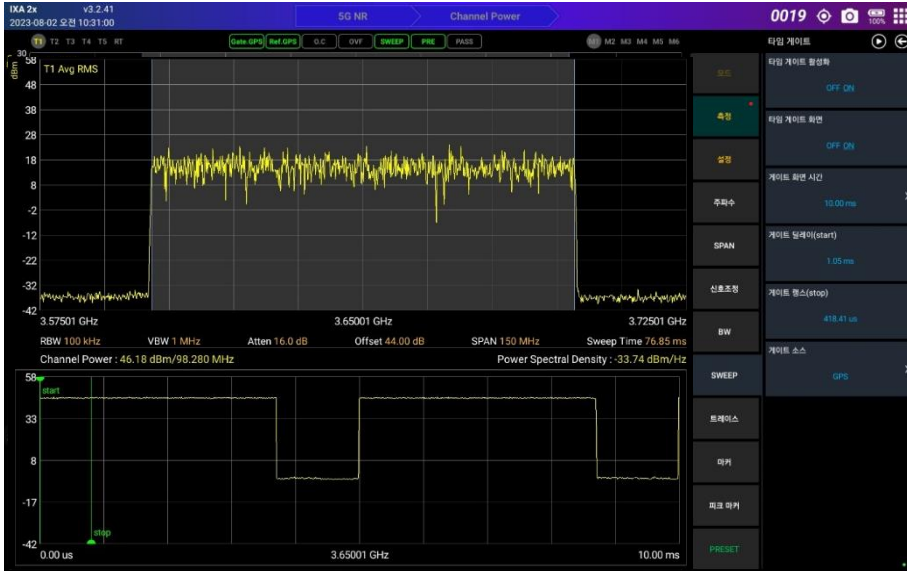 IXA 2x v3.2.41
2023-08-02 오전 10:31:00
5G NR Channel Power
0019 100%
T1 T2 T3 T4 T5 RT
Gate.GPS Ref.GPS O.C OVF SWEEP PRE PASS
M1 M2 M3 M4 M5 M6
타임 게이트
30
58
dBm
T1 Avg RMS
48
38
28
18
8
-2
-12
-22
-32
-42
3.57501 GHz 3.65001 GHz 3.72501 GHz
RBW 100 kHz VBW 1 MHz Atten 16.0 dB Offset 44.00 dB SPAN 150 MHz Sweep Time 76.85 ms
Channel Power : 46.18 dBm/98.280 MHz Power Spectral Density : -33.74 dBm/Hz
58
start
33
8
-17
stop
-42
0.00 us 3.65001 GHz 10.00 ms
모드
측정
설정
주파수
SPAN
신호조정
BW
SWEEP
트레이스
마커
피크 마커
PRESET
타임 게이트 활성화
OFF ON
타임 게이트 화면
OFF ON
게이트 화면 시간
10.00 ms
게이트 딜레이(start)
1.05 ms
게이트 렝스(stop)
418.41 us
게이트 소스
GPS